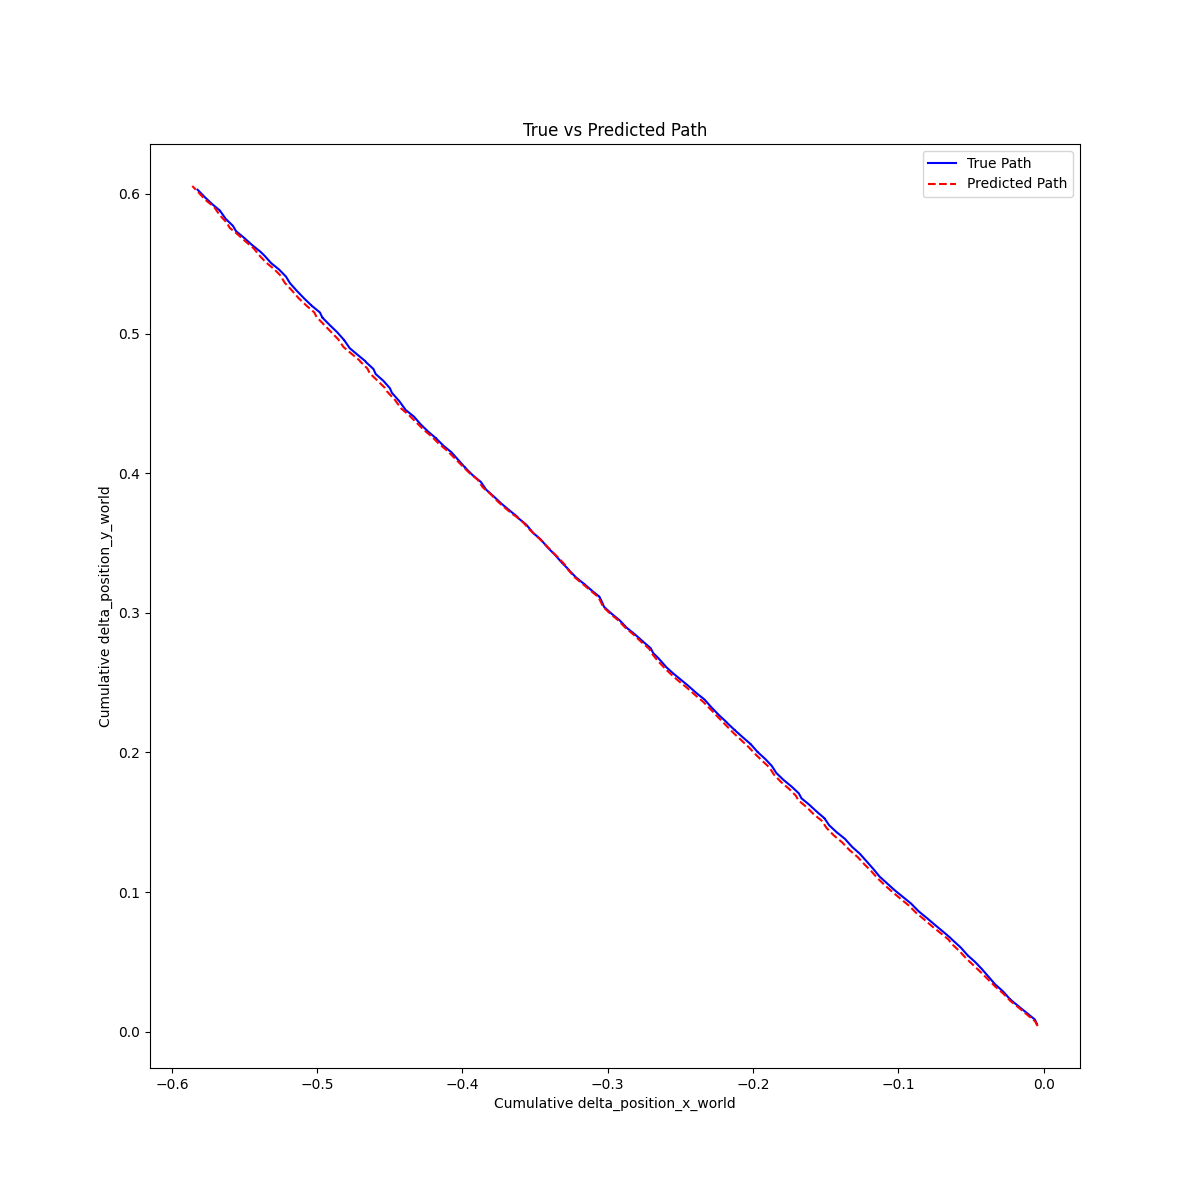 True vs Predicted Path
True Path
Predicted Path
0.6
0.5
0.4
0.3
0.2
0.1
0.0
Cumulative delta_position_y_world
−0.6
−0.5
−0.4
−0.3
−0.2
−0.1
0.0
Cumulative delta_position_x_world